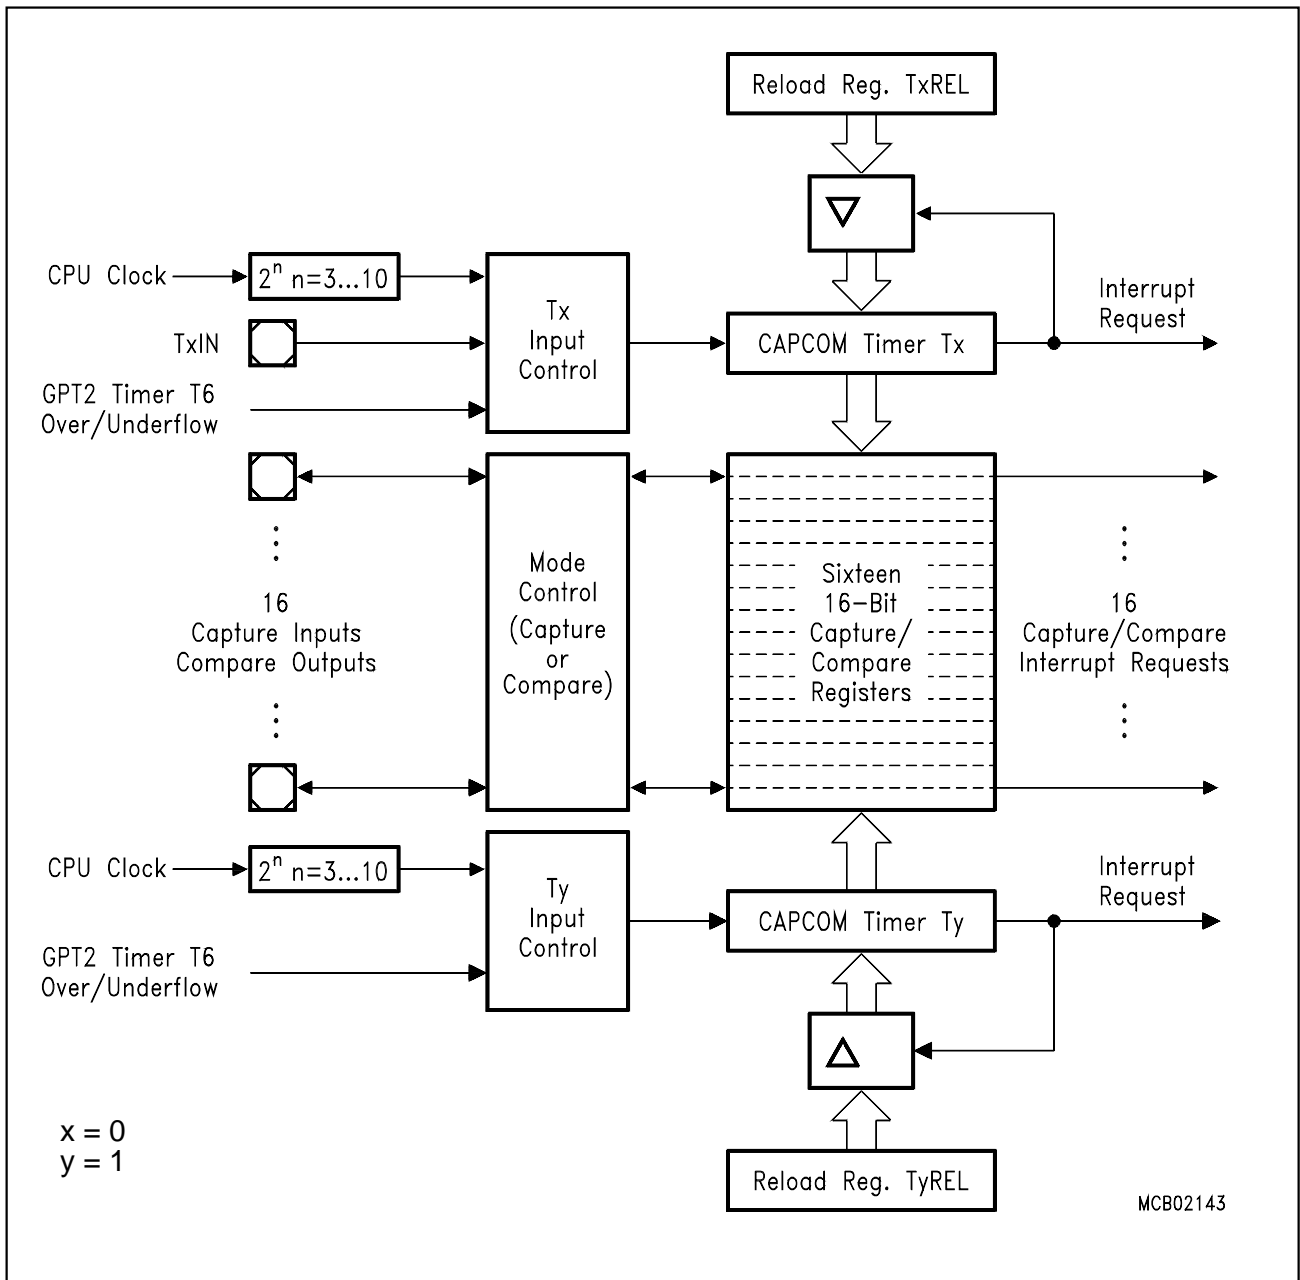 Reload Reg. TxREL
CPU Clock
2ⁿ n=3...10
Tx
Input
Control
Interrupt
Request
TxIN
CAPCOM Timer Tx
GPT2 Timer T6
Over/Underflow
Mode
Control
(Capture
or
Compare)
Sixteen
16-Bit
Capture/
Compare
Registers
16
Capture Inputs
Compare Outputs
16
Capture/Compare
Interrupt Requests
CPU Clock
2ⁿ n=3...10
Ty
Input
Control
Interrupt
Request
CAPCOM Timer Ty
GPT2 Timer T6
Over/Underflow
x = 0
y = 1
Reload Reg. TyREL
MCB02143